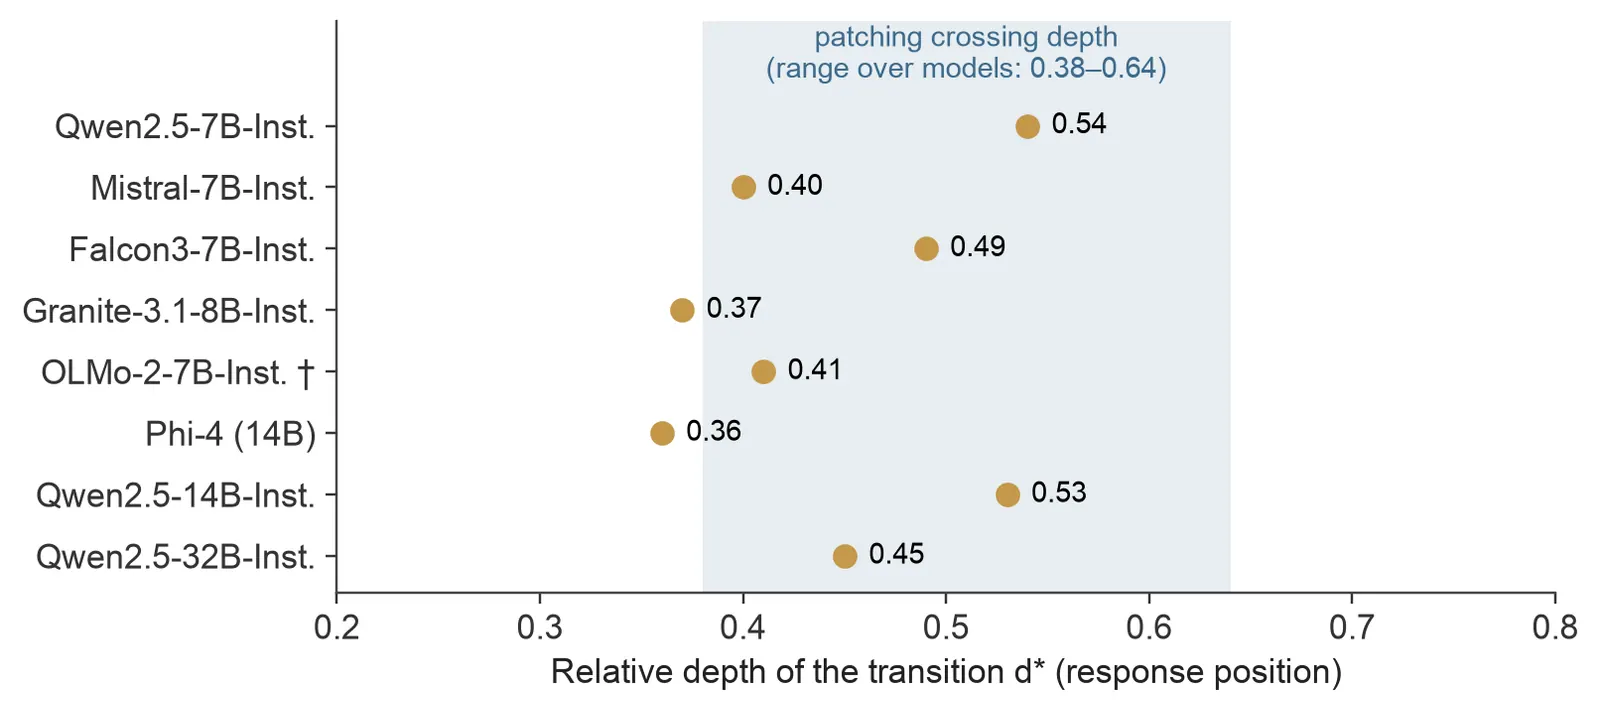 patching crossing depth
(range over models: 0.38–0.64)
Qwen2.5-7B-Inst. 0.54
Mistral-7B-Inst. 0.40
Falcon3-7B-Inst. 0.49
Granite-3.1-8B-Inst. 0.37
OLMo-2-7B-Inst. † 0.41
Phi-4 (14B) 0.36
Qwen2.5-14B-Inst. 0.53
Qwen2.5-32B-Inst. 0.45
0.2 0.3 0.4 0.5 0.6 0.7 0.8
Relative depth of the transition d* (response position)